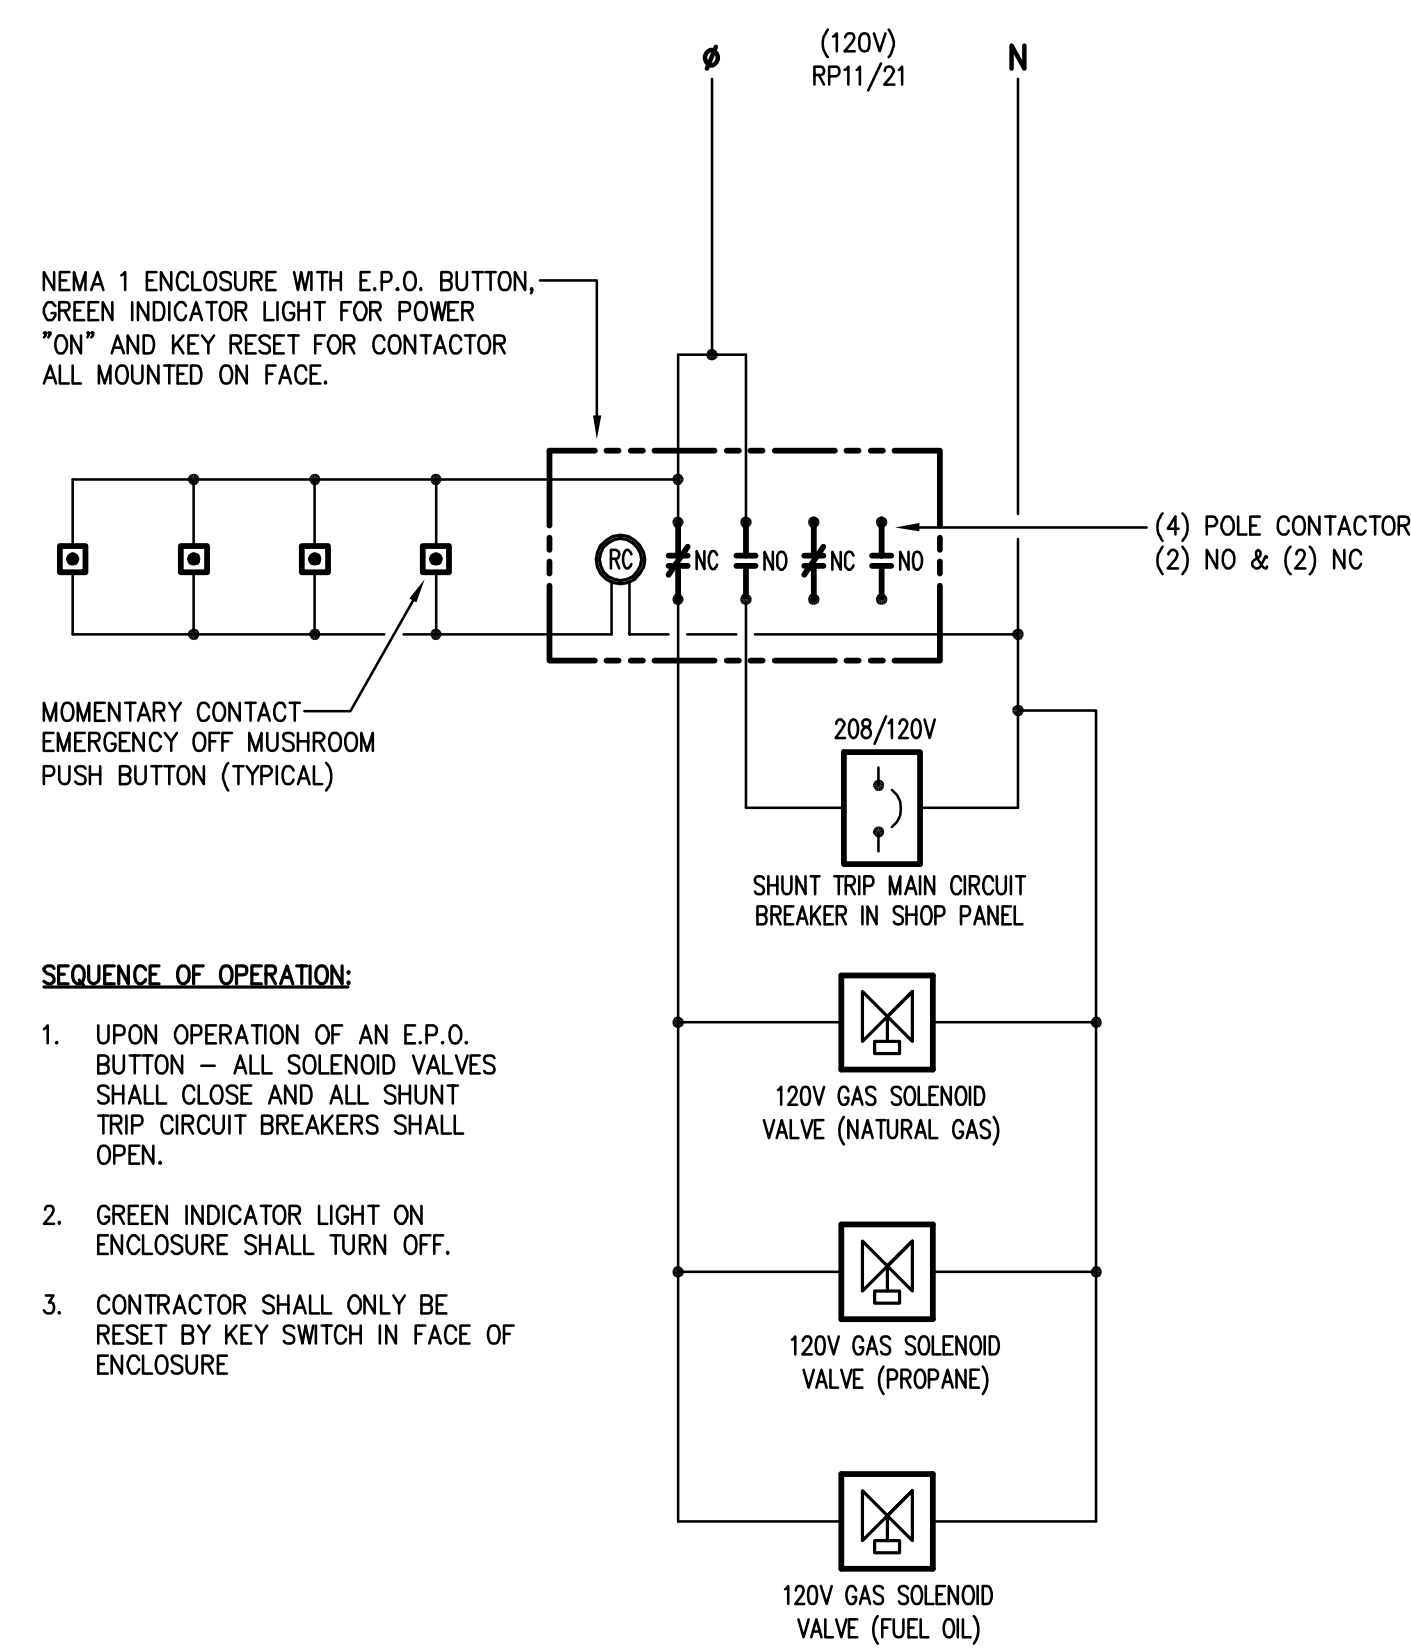 ø
(120V)
RP11/21
N
NEMA 1 ENCLOSURE WITH E.P.O. BUTTON,
GREEN INDICATOR LIGHT FOR POWER
"ON" AND KEY RESET FOR CONTACTOR
ALL MOUNTED ON FACE.
(4) POLE CONTACTOR
(2) NO & (2) NC
RC
NC
NO
NC
NO
MOMENTARY CONTACT
EMERGENCY OFF MUSHROOM
PUSH BUTTON (TYPICAL)
208/120V
SHUNT TRIP MAIN CIRCUIT
BREAKER IN SHOP PANEL
SEQUENCE OF OPERATION:
1. UPON OPERATION OF AN E.P.O.
BUTTON – ALL SOLENOID VALVES
SHALL CLOSE AND ALL SHUNT
TRIP CIRCUIT BREAKERS SHALL
OPEN.
2. GREEN INDICATOR LIGHT ON
ENCLOSURE SHALL TURN OFF.
3. CONTRACTOR SHALL ONLY BE
RESET BY KEY SWITCH IN FACE OF
ENCLOSURE
120V GAS SOLENOID
VALVE (NATURAL GAS)
120V GAS SOLENOID
VALVE (PROPANE)
120V GAS SOLENOID
VALVE (FUEL OIL)